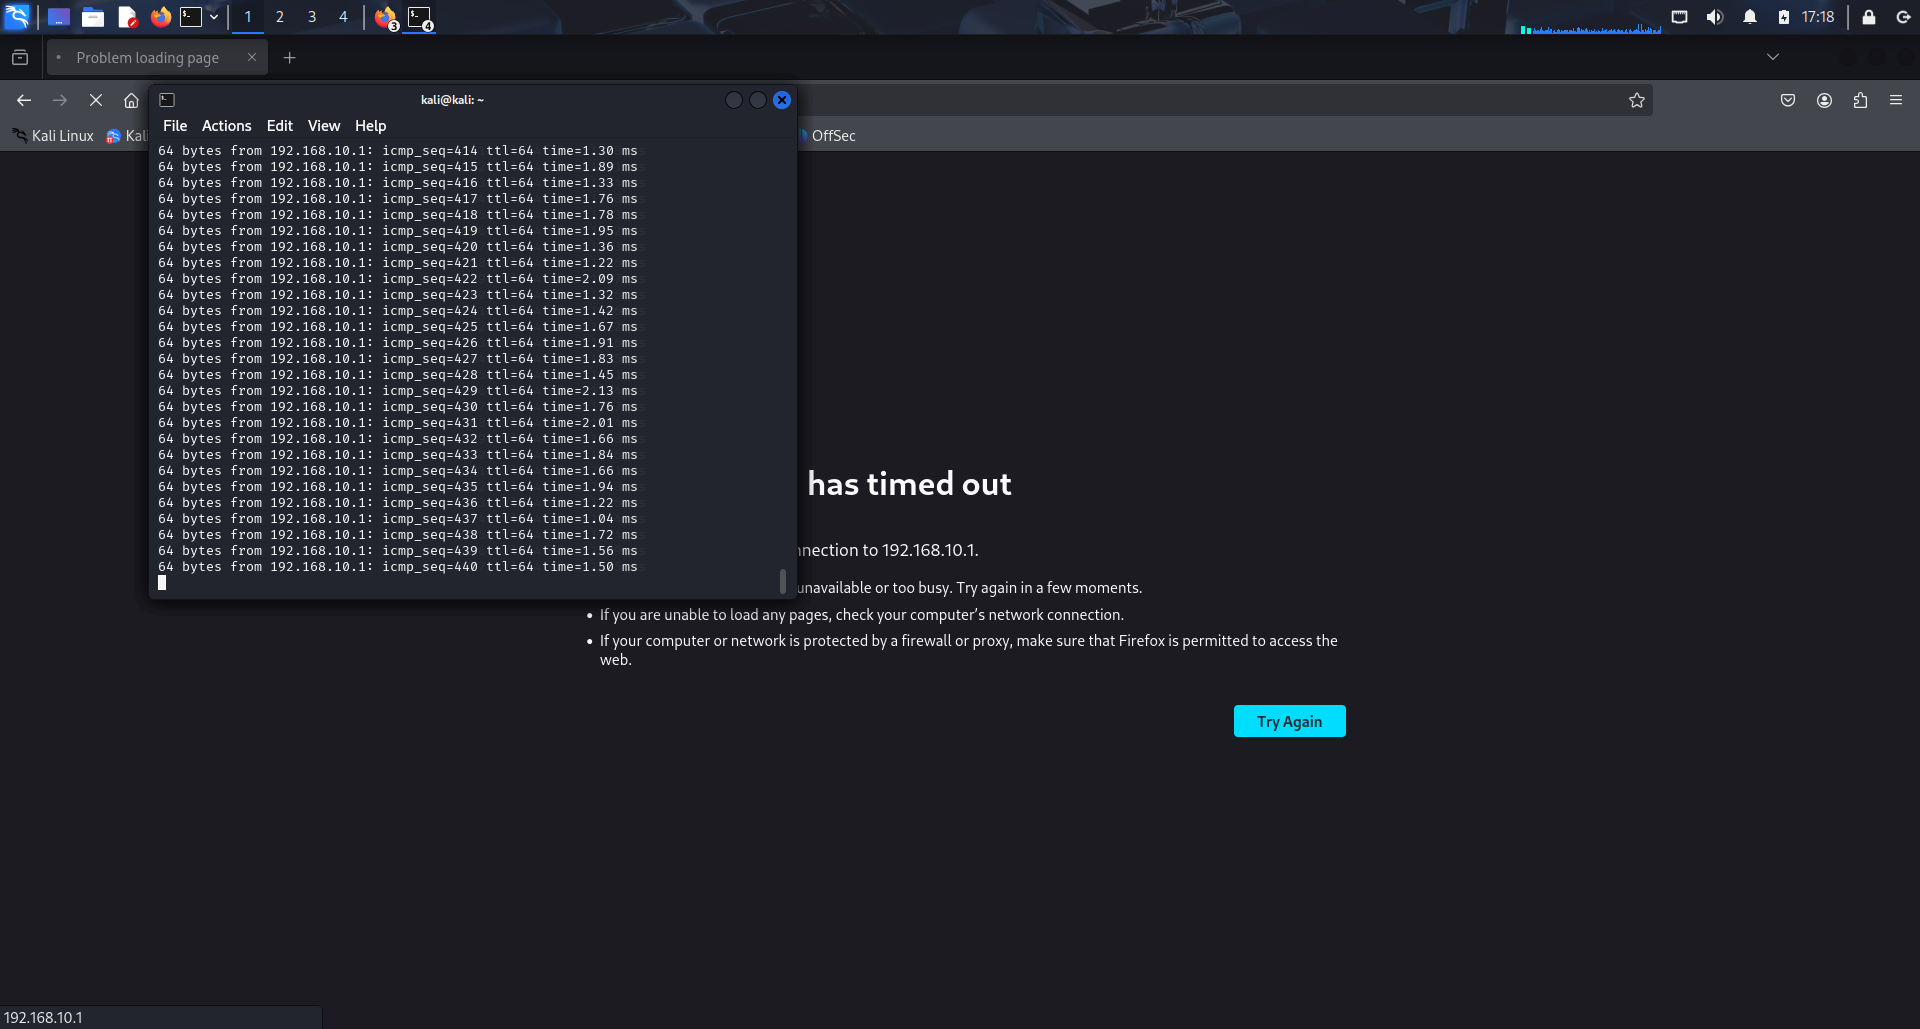 1 2 3 4 3 4 17:18
Problem loading page
kali@kali: ~
File Actions Edit View Help
Kali Linux Kali OffSec
64 bytes from 192.168.10.1: icmp_seq=414 ttl=64 time=1.30 ms
64 bytes from 192.168.10.1: icmp_seq=415 ttl=64 time=1.89 ms
64 bytes from 192.168.10.1: icmp_seq=416 ttl=64 time=1.33 ms
64 bytes from 192.168.10.1: icmp_seq=417 ttl=64 time=1.76 ms
64 bytes from 192.168.10.1: icmp_seq=418 ttl=64 time=1.78 ms
64 bytes from 192.168.10.1: icmp_seq=419 ttl=64 time=1.95 ms
64 bytes from 192.168.10.1: icmp_seq=420 ttl=64 time=1.36 ms
64 bytes from 192.168.10.1: icmp_seq=421 ttl=64 time=1.22 ms
64 bytes from 192.168.10.1: icmp_seq=422 ttl=64 time=2.09 ms
64 bytes from 192.168.10.1: icmp_seq=423 ttl=64 time=1.32 ms
64 bytes from 192.168.10.1: icmp_seq=424 ttl=64 time=1.42 ms
64 bytes from 192.168.10.1: icmp_seq=425 ttl=64 time=1.67 ms
64 bytes from 192.168.10.1: icmp_seq=426 ttl=64 time=1.91 ms
64 bytes from 192.168.10.1: icmp_seq=427 ttl=64 time=1.83 ms
64 bytes from 192.168.10.1: icmp_seq=428 ttl=64 time=1.45 ms
64 bytes from 192.168.10.1: icmp_seq=429 ttl=64 time=2.13 ms
64 bytes from 192.168.10.1: icmp_seq=430 ttl=64 time=1.76 ms
64 bytes from 192.168.10.1: icmp_seq=431 ttl=64 time=2.01 ms
64 bytes from 192.168.10.1: icmp_seq=432 ttl=64 time=1.66 ms
64 bytes from 192.168.10.1: icmp_seq=433 ttl=64 time=1.84 ms
64 bytes from 192.168.10.1: icmp_seq=434 ttl=64 time=1.66 ms
64 bytes from 192.168.10.1: icmp_seq=435 ttl=64 time=1.94 ms
64 bytes from 192.168.10.1: icmp_seq=436 ttl=64 time=1.22 ms
64 bytes from 192.168.10.1: icmp_seq=437 ttl=64 time=1.04 ms
64 bytes from 192.168.10.1: icmp_seq=438 ttl=64 time=1.72 ms
64 bytes from 192.168.10.1: icmp_seq=439 ttl=64 time=1.56 ms
64 bytes from 192.168.10.1: icmp_seq=440 ttl=64 time=1.50 ms
has timed out
nnection to 192.168.10.1.
unavailable or too busy. Try again in a few moments.
• If you are unable to load any pages, check your computer’s network connection.
• If your computer or network is protected by a firewall or proxy, make sure that Firefox is permitted to access the
web.
Try Again
192.168.10.1